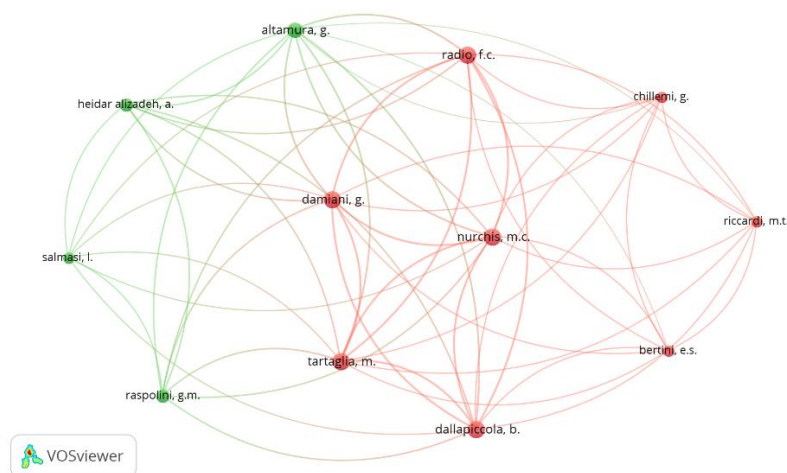 altamura, g.
radio, f.c.
chillemi, g.
heidar alizadeh, a.
damiani, g.
riccardi, m.t.
nurchis, m.c.
salmasi, l.
bertini, e.s.
tartaglia, m.
raspolini, g.m.
dallapiccola, b.
VOSviewer